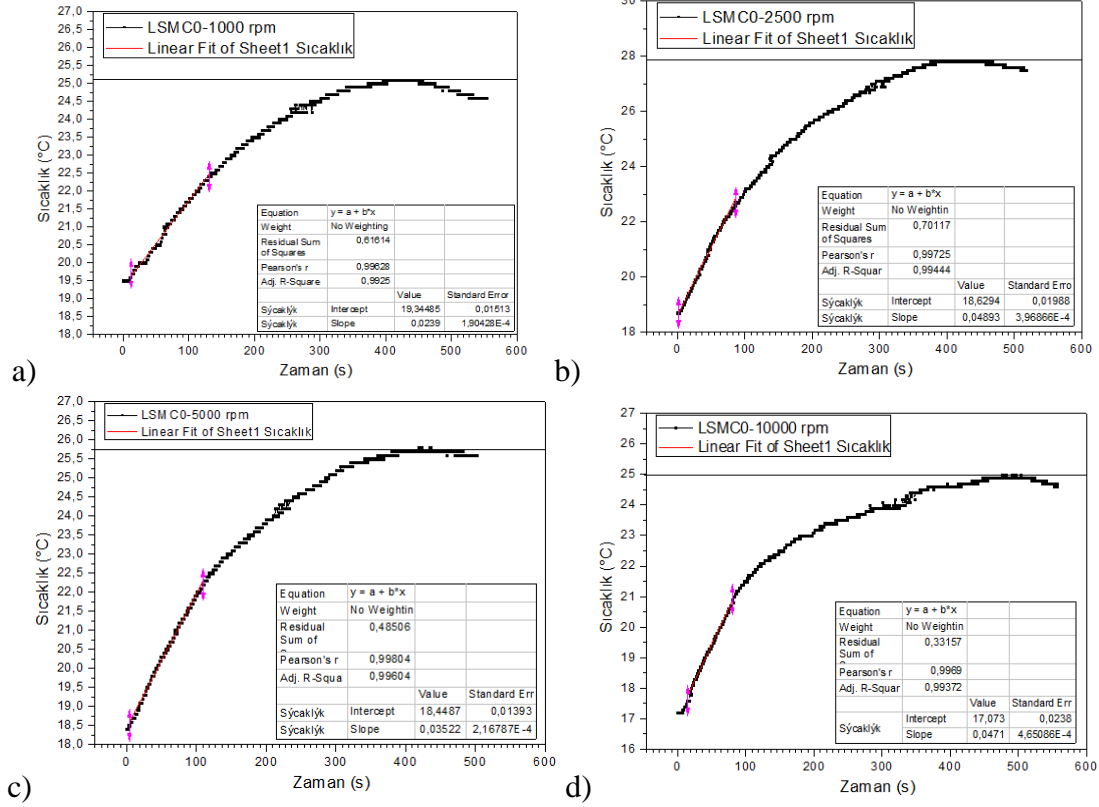 LSMC0-1000 rpm
Linear Fit of Sheet1 Sıcaklık
27,0
26,5
26,0
25,5
25,0
24,5
24,0
23,5
23,0
22,5
22,0
21,5
21,0
20,5
20,0
19,5
19,0
18,5
18,0
Sıcaklık (°C)
Equation y = a + b*x
Weight No Weighting
Residual Sum of Squares 0,61614
Pearson's r 0,99628
Adj. R-Square 0,9925
Value Standard Error
Sýcaklýk Intercept 19,34485 0,01513
Sýcaklýk Slope 0,0239 1,90428E-4
0 100 200 300 400 500 600
Zaman (s)
a)
LSMC0-2500 rpm
Linear Fit of Sheet1 Sıcaklık
30
28
26
24
22
20
18
Sıcaklık (°C)
Equation y = a + b*x
Weight No Weightin
Residual Sum of Squares 0,70117
Pearson's r 0,99725
Adj. R-Squar 0,99444
Value Standard Error
Sýcaklýk Intercept 18,6294 0,01988
Sýcaklýk Slope 0,04893 3,96866E-4
0 100 200 300 400 500 600
Zaman (s)
b)
LSMC0-5000 rpm
Linear Fit of Sheet1 Sıcaklık
27,0
26,5
26,0
25,5
25,0
24,5
24,0
23,5
23,0
22,5
22,0
21,5
21,0
20,5
20,0
19,5
19,0
18,5
18,0
Sıcaklık (°C)
Equation y = a + b*x
Weight No Weightin
Residual Sum of 0,48506
Pearson's r 0,99804
Adj. R-Squa 0,99604
Value Standard Err
Sýcaklýk Intercept 18,4487 0,01393
Sýcaklýk Slope 0,03522 2,16787E-4
0 100 200 300 400 500 600
Zaman (s)
c)
LSMC0-10000 rpm
Linear Fit of Sheet1 Sıcaklık
27
26
25
24
23
22
21
20
19
18
17
16
Sıcaklık (°C)
Equation y = a + b*x
Weight No Weightin
Residual Sum of 0,33157
Pearson's r 0,9969
Adj. R-Squar 0,99372
Value Standard Err
Sýcaklýk Intercept 17,073 0,0238
Slope 0,0471 4,65086E-4
0 100 200 300 400 500 600
Zaman (s)
d)